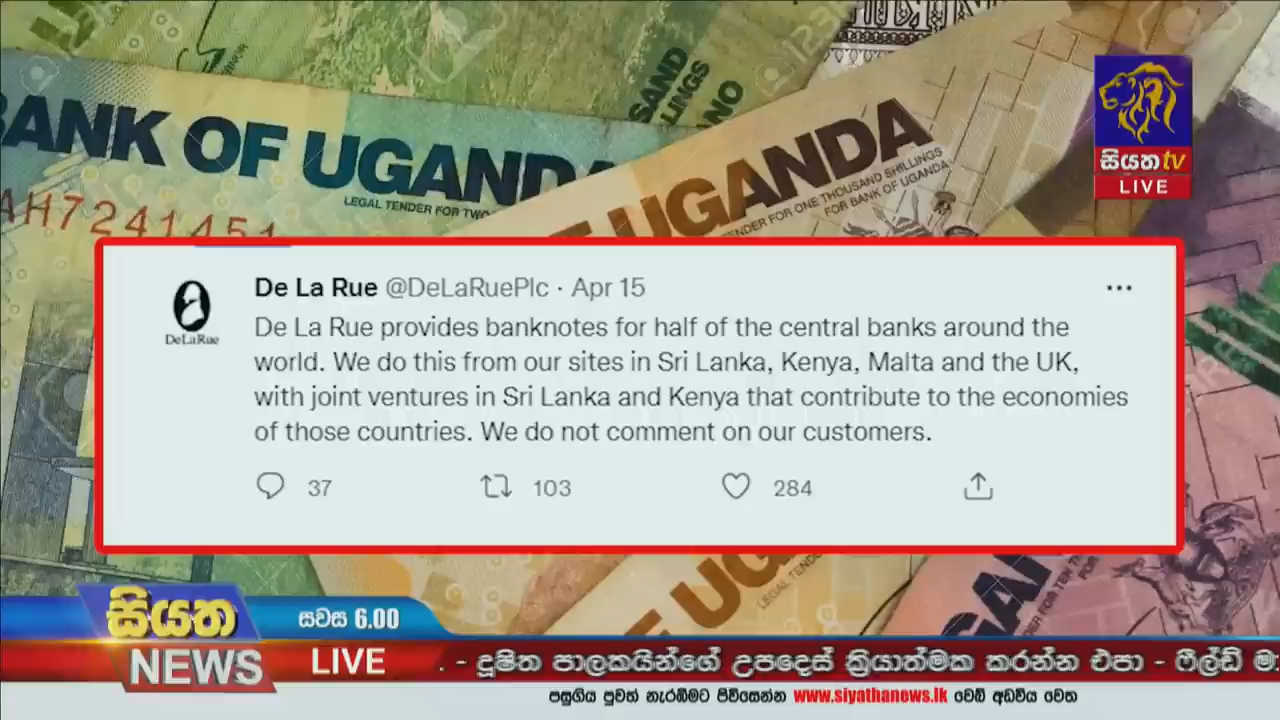 SAND
LINGS
NO
BANK OF UGANDA
LEGAL TENDER FOR TWO
AH7241451
UGANDA
TENDER FOR ONE THOUSAND SHILLINGS
FOR BANK OF UGANDA
සියත tv
LIVE
De La Rue @DeLaRuePlc · Apr 15
DeLaRue
De La Rue provides banknotes for half of the central banks around the
world. We do this from our sites in Sri Lanka, Kenya, Malta and the UK,
with joint ventures in Sri Lanka and Kenya that contribute to the economies
of those countries. We do not comment on our customers.
37 103 284
UG
LEGAL TEND
සියත
NEWS
සවස 6.00
LIVE
. - දූෂිත පාලකයින්ගේ උපදෙස් ක්‍රියාත්මක කරන්න එපා - ෆීල්ඩ් මා
පසුගිය පුවත් නැරඹීමට පිවිසෙන්න www.siyathanews.lk වෙබ් අඩවිය වෙත